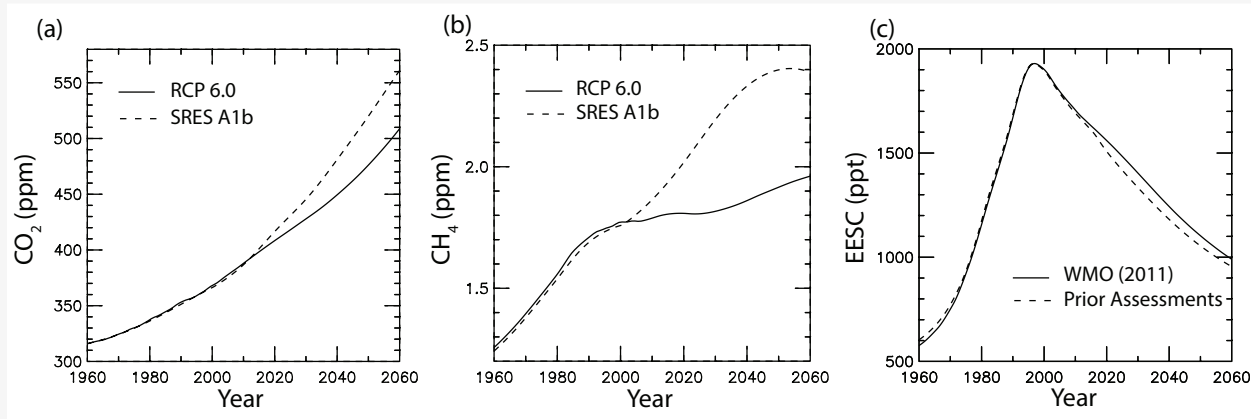 (a)
550
500
450
400
350
300
CO2 (ppm)
RCP 6.0
SRES A1b
1960 1980 2000 2020 2040 2060
Year
(b)
2.5
2.0
1.5
CH4 (ppm)
RCP 6.0
SRES A1b
1960 1980 2000 2020 2040 2060
Year
(c)
2000
1500
1000
500
EESC (ppt)
WMO (2011)
Prior Assessments
1960 1980 2000 2020 2040 2060
Year